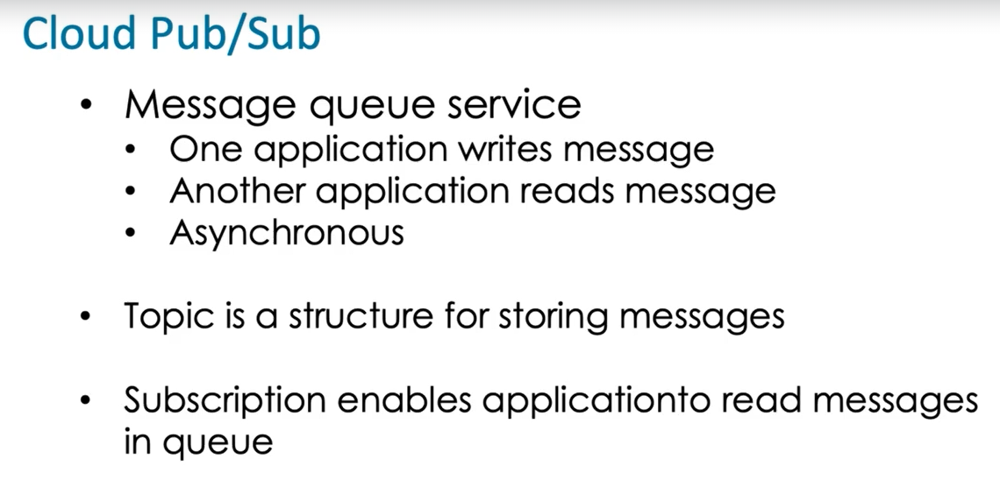 Cloud Pub/Sub
• Message queue service
• One application writes message
• Another application reads message
• Asynchronous
• Topic is a structure for storing messages
• Subscription enables applicationto read messages
in queue